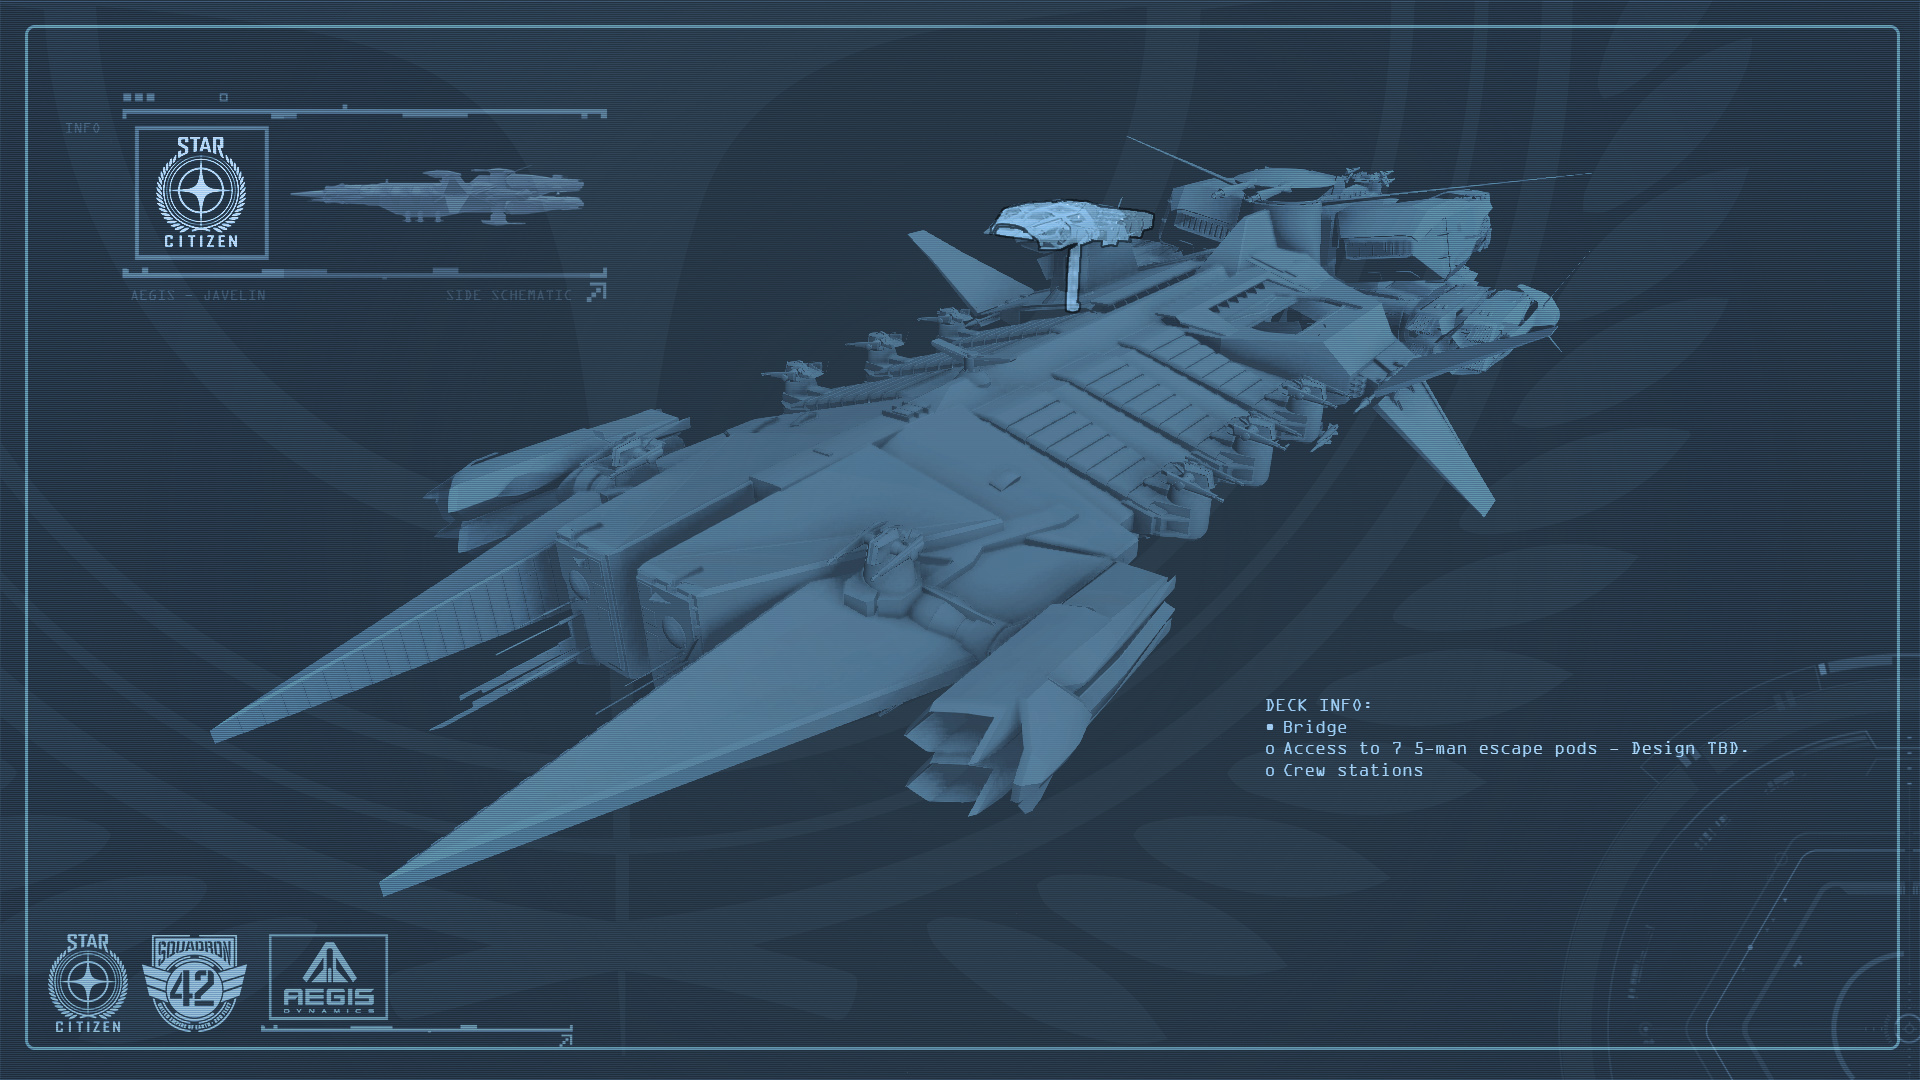 INFO
STAR
CITIZEN
AEGIS - JAVELIN
SIDE SCHEMATIC
DECK INFO:
▪ Bridge
o Access to 7 5-man escape pods - Design TBD.
o Crew stations
STAR
CITIZEN
SQUADRON
42
AEGIS
DYNAMICS